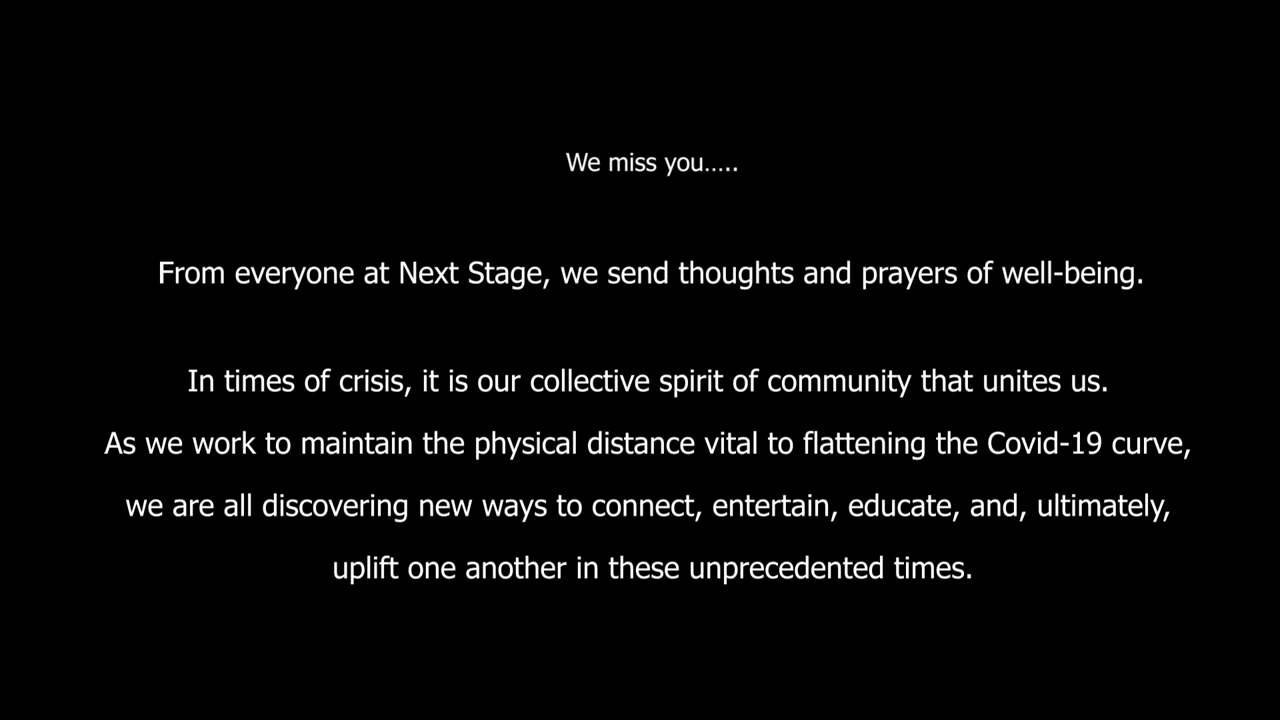 We miss you…..
From everyone at Next Stage, we send thoughts and prayers of well-being.
In times of crisis, it is our collective spirit of community that unites us.
As we work to maintain the physical distance vital to flattening the Covid-19 curve,
we are all discovering new ways to connect, entertain, educate, and, ultimately,
uplift one another in these unprecedented times.